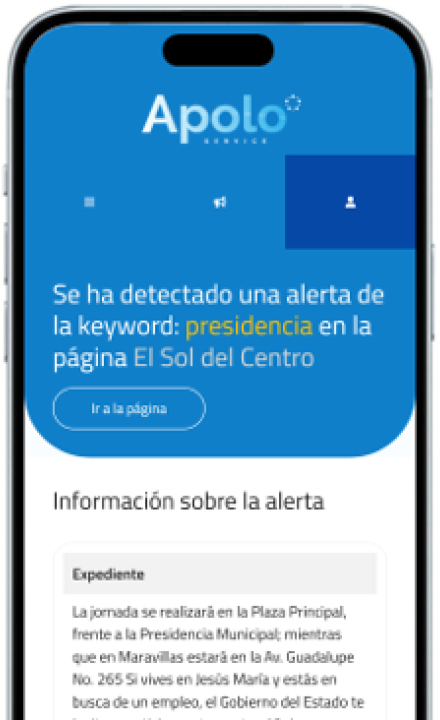 Apolo
SERVICE
Se ha detectado una alerta de
la keyword: presidencia en la
página El Sol del Centro
Ir a la página
Información sobre la alerta
Expediente
La jornada se realizará en la Plaza Principal,
frente a la Presidencia Municipal; mientras
que en Maravillas estará en la Av. Guadalupe
No. 265 Si vives en Jesús María y estás en
busca de un empleo, el Gobierno del Estado te